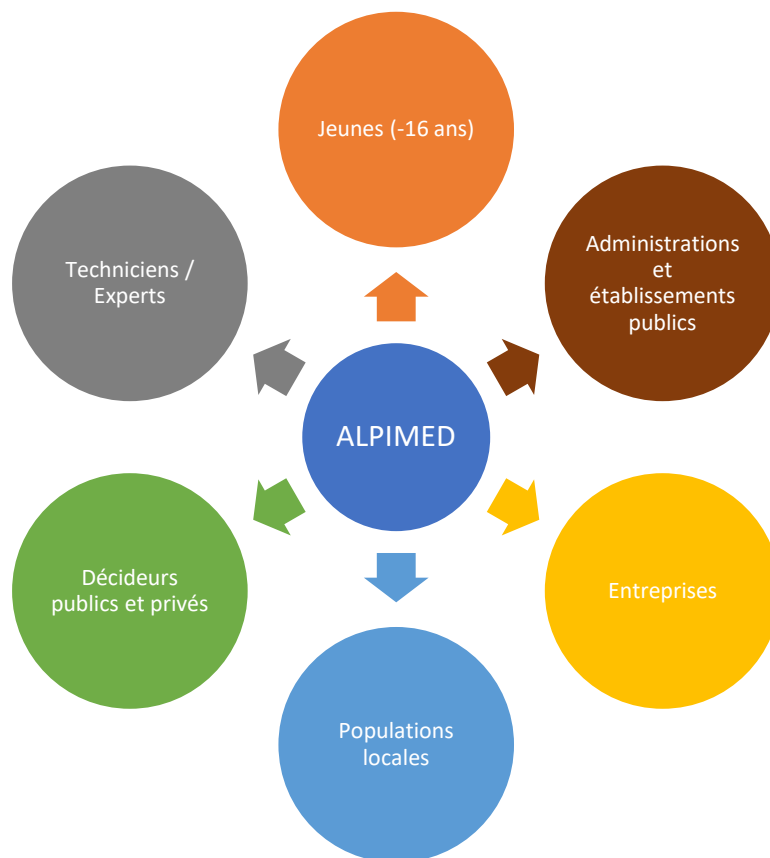 Jeunes (-16 ans)
Administrations
et
établissements
publics
Techniciens /
Experts
ALPIMED
Entreprises
Décideurs
publics et privés
Populations
locales